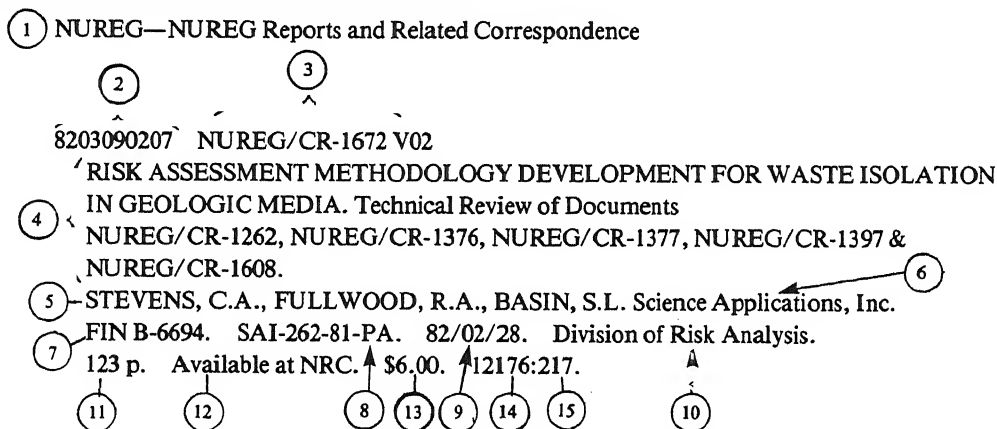 1 NUREG—NUREG Reports and Related Correspondence
2 3
8203090207 NUREG/CR-1672 V02
RISK ASSESSMENT METHODOLOGY DEVELOPMENT FOR WASTE ISOLATION
4 IN GEOLOGIC MEDIA. Technical Review of Documents
NUREG/CR-1262, NUREG/CR-1376, NUREG/CR-1377, NUREG/CR-1397 &
NUREG/CR-1608.
6
5 STEVENS, C.A., FULLWOOD, R.A., BASIN, S.L. Science Applications, Inc.
7 FIN B-6694. SAI-262-81-PA. 82/02/28. Division of Risk Analysis.
123 p. Available at NRC. $6.00. 12176:217.
11 12 8 13 9 14 15 10